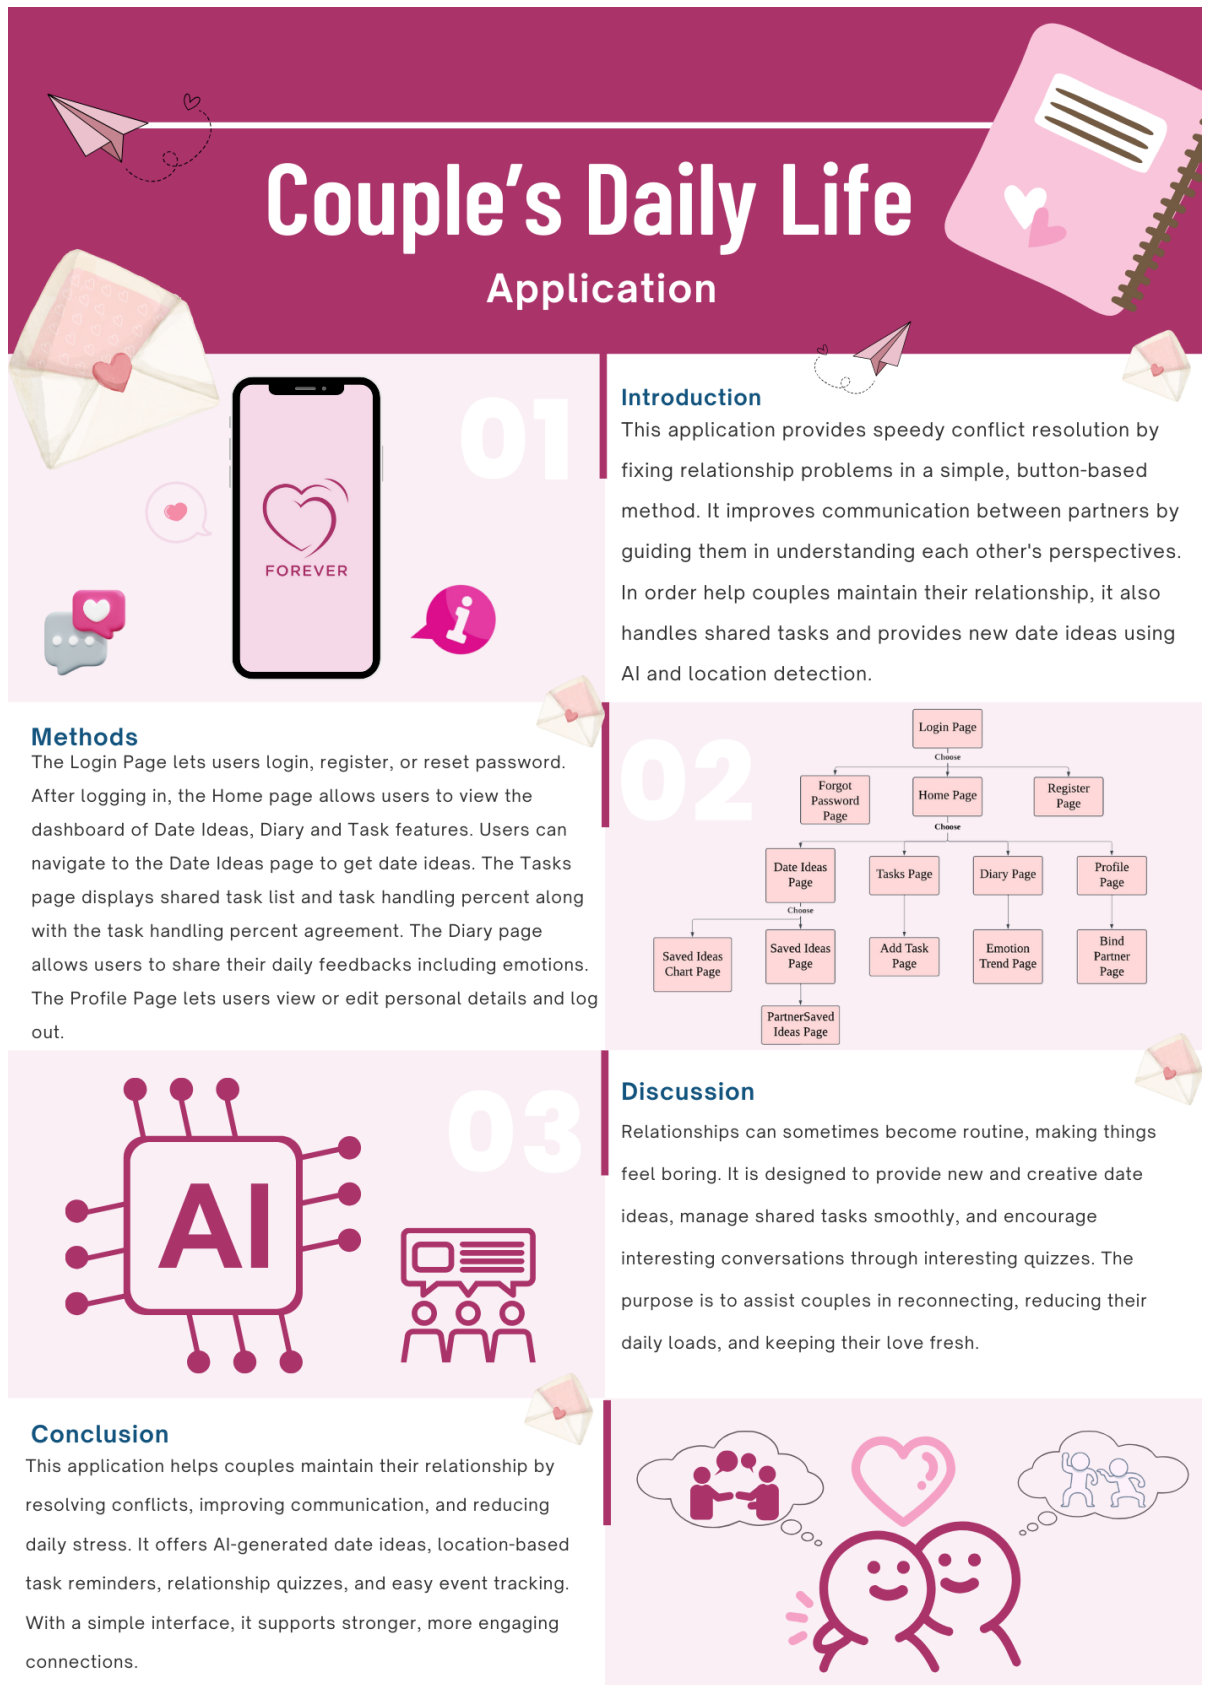 Couple’s Daily Life
Application
01
FOREVER
Introduction
This application provides speedy conflict resolution by
fixing relationship problems in a simple, button-based
method. It improves communication between partners by
guiding them in understanding each other's perspectives.
In order help couples maintain their relationship, it also
handles shared tasks and provides new date ideas using
AI and location detection.
Methods
The Login Page lets users login, register, or reset password.
After logging in, the Home page allows users to view the
dashboard of Date Ideas, Diary and Task features. Users can
navigate to the Date Ideas page to get date ideas. The Tasks
page displays shared task list and task handling percent along
with the task handling percent agreement. The Diary page
allows users to share their daily feedbacks including emotions.
The Profile Page lets users view or edit personal details and log
out.
02
Login Page
Choose
Forgot
Password
Page
Home Page
Register
Page
Choose
Date Ideas
Page
Tasks Page
Diary Page
Profile
Page
Choose
Saved Ideas
Chart Page
Saved Ideas
Page
Add Task
Page
Emotion
Trend Page
Bind
Partner
Page
PartnerSaved
Ideas Page
03
AI
Discussion
Relationships can sometimes become routine, making things
feel boring. It is designed to provide new and creative date
ideas, manage shared tasks smoothly, and encourage
interesting conversations through interesting quizzes. The
purpose is to assist couples in reconnecting, reducing their
daily loads, and keeping their love fresh.
Conclusion
This application helps couples maintain their relationship by
resolving conflicts, improving communication, and reducing
daily stress. It offers AI-generated date ideas, location-based
task reminders, relationship quizzes, and easy event tracking.
With a simple interface, it supports stronger, more engaging
connections.